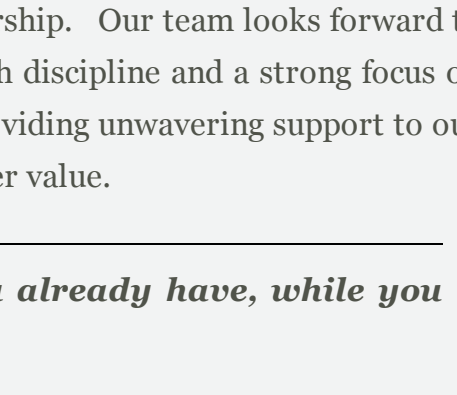 rship. Our team looks forward
h discipline and a strong focus
viding unwavering support to
er value.
already have, while you